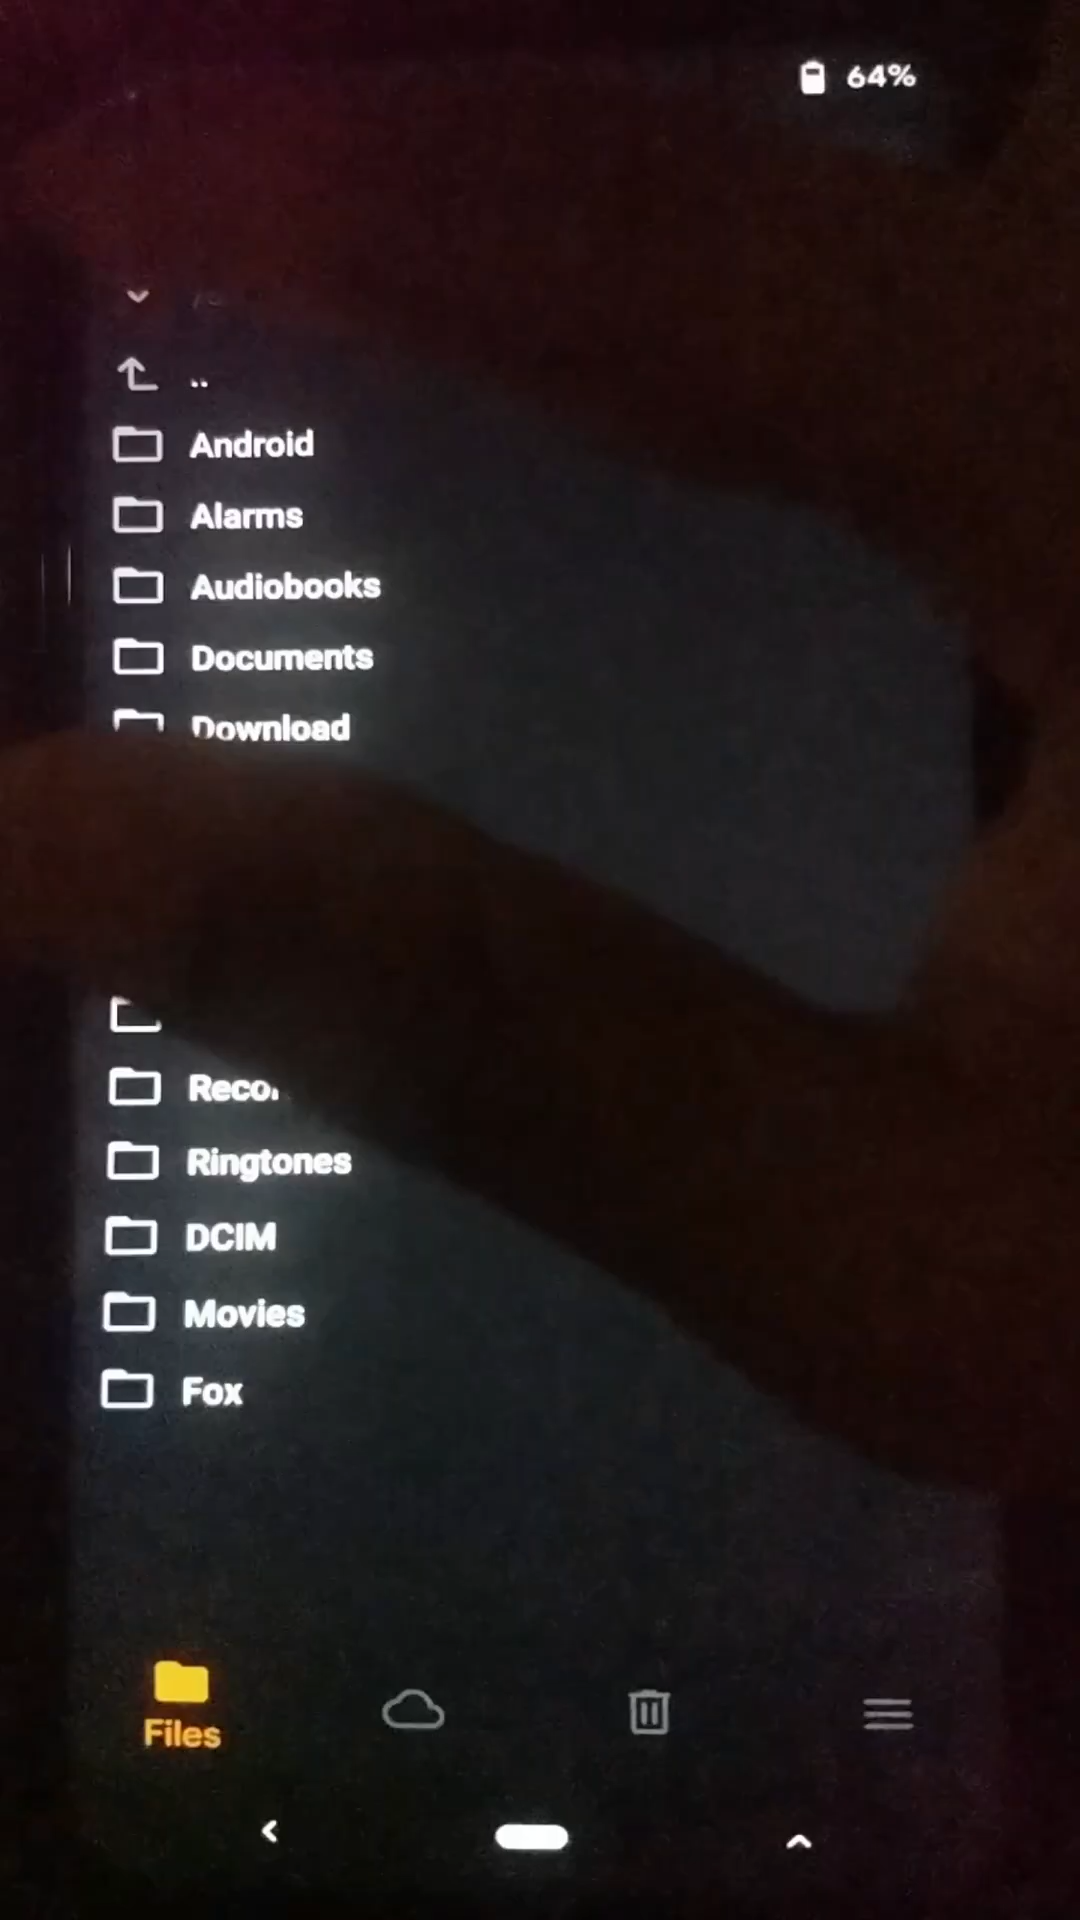 64%
..
Android
Alarms
Audiobooks
Documents
Download
Ringtones
DCIM
Movies
Fox
Files